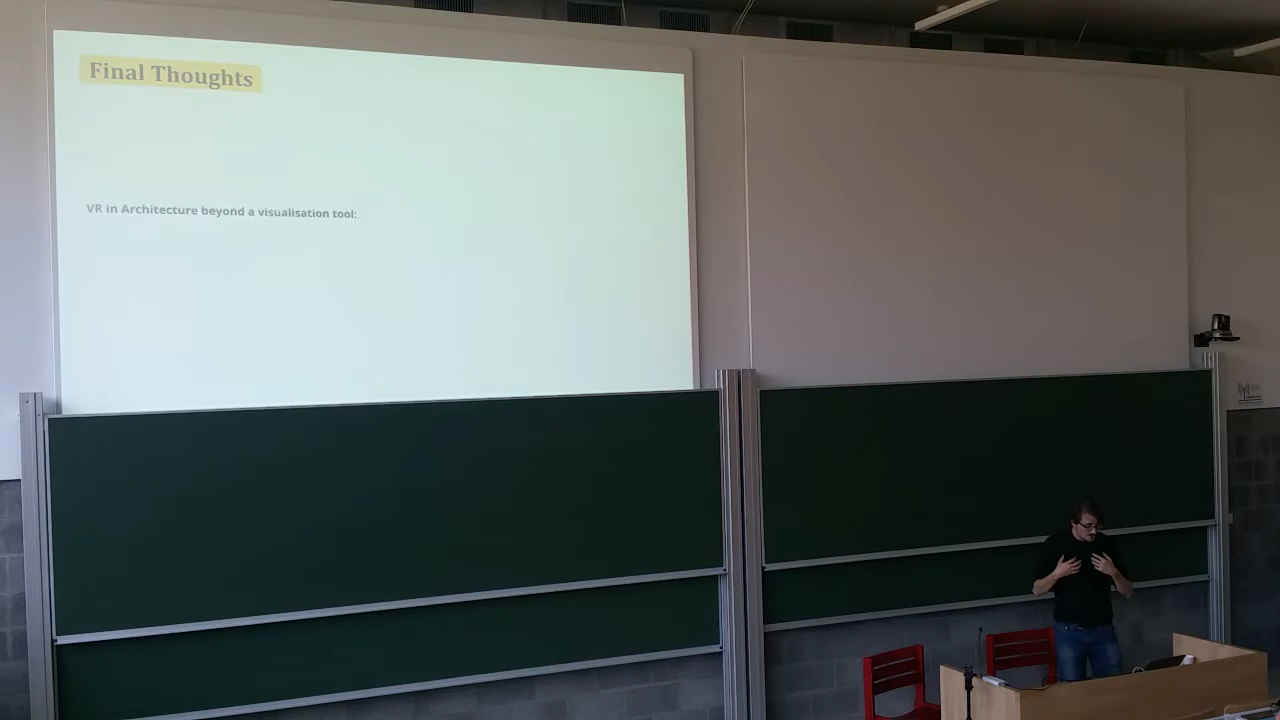 Final Thoughts
VR in Architecture beyond a visualisation tool: